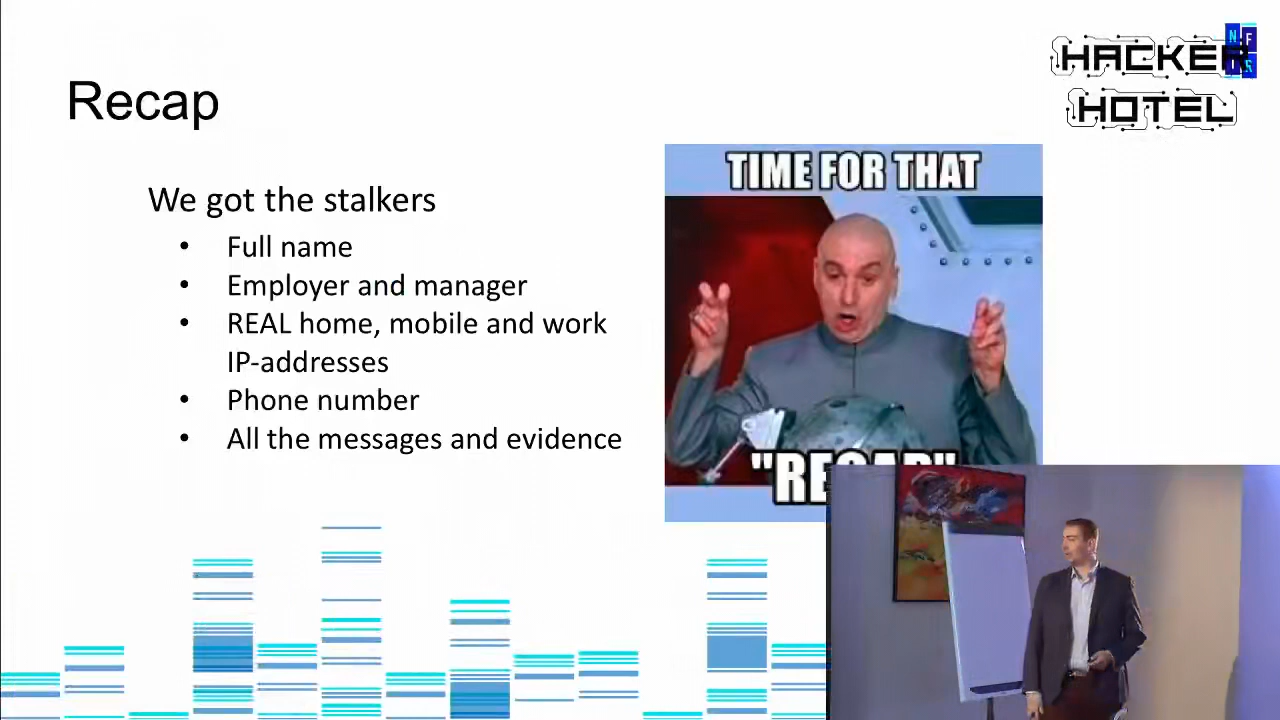 HACKER
HOTEL
N F
I R
Recap
We got the stalkers
• Full name
• Employer and manager
• REAL home, mobile and work
IP-addresses
• Phone number
• All the messages and evidence
TIME FOR THAT
"RECAP"